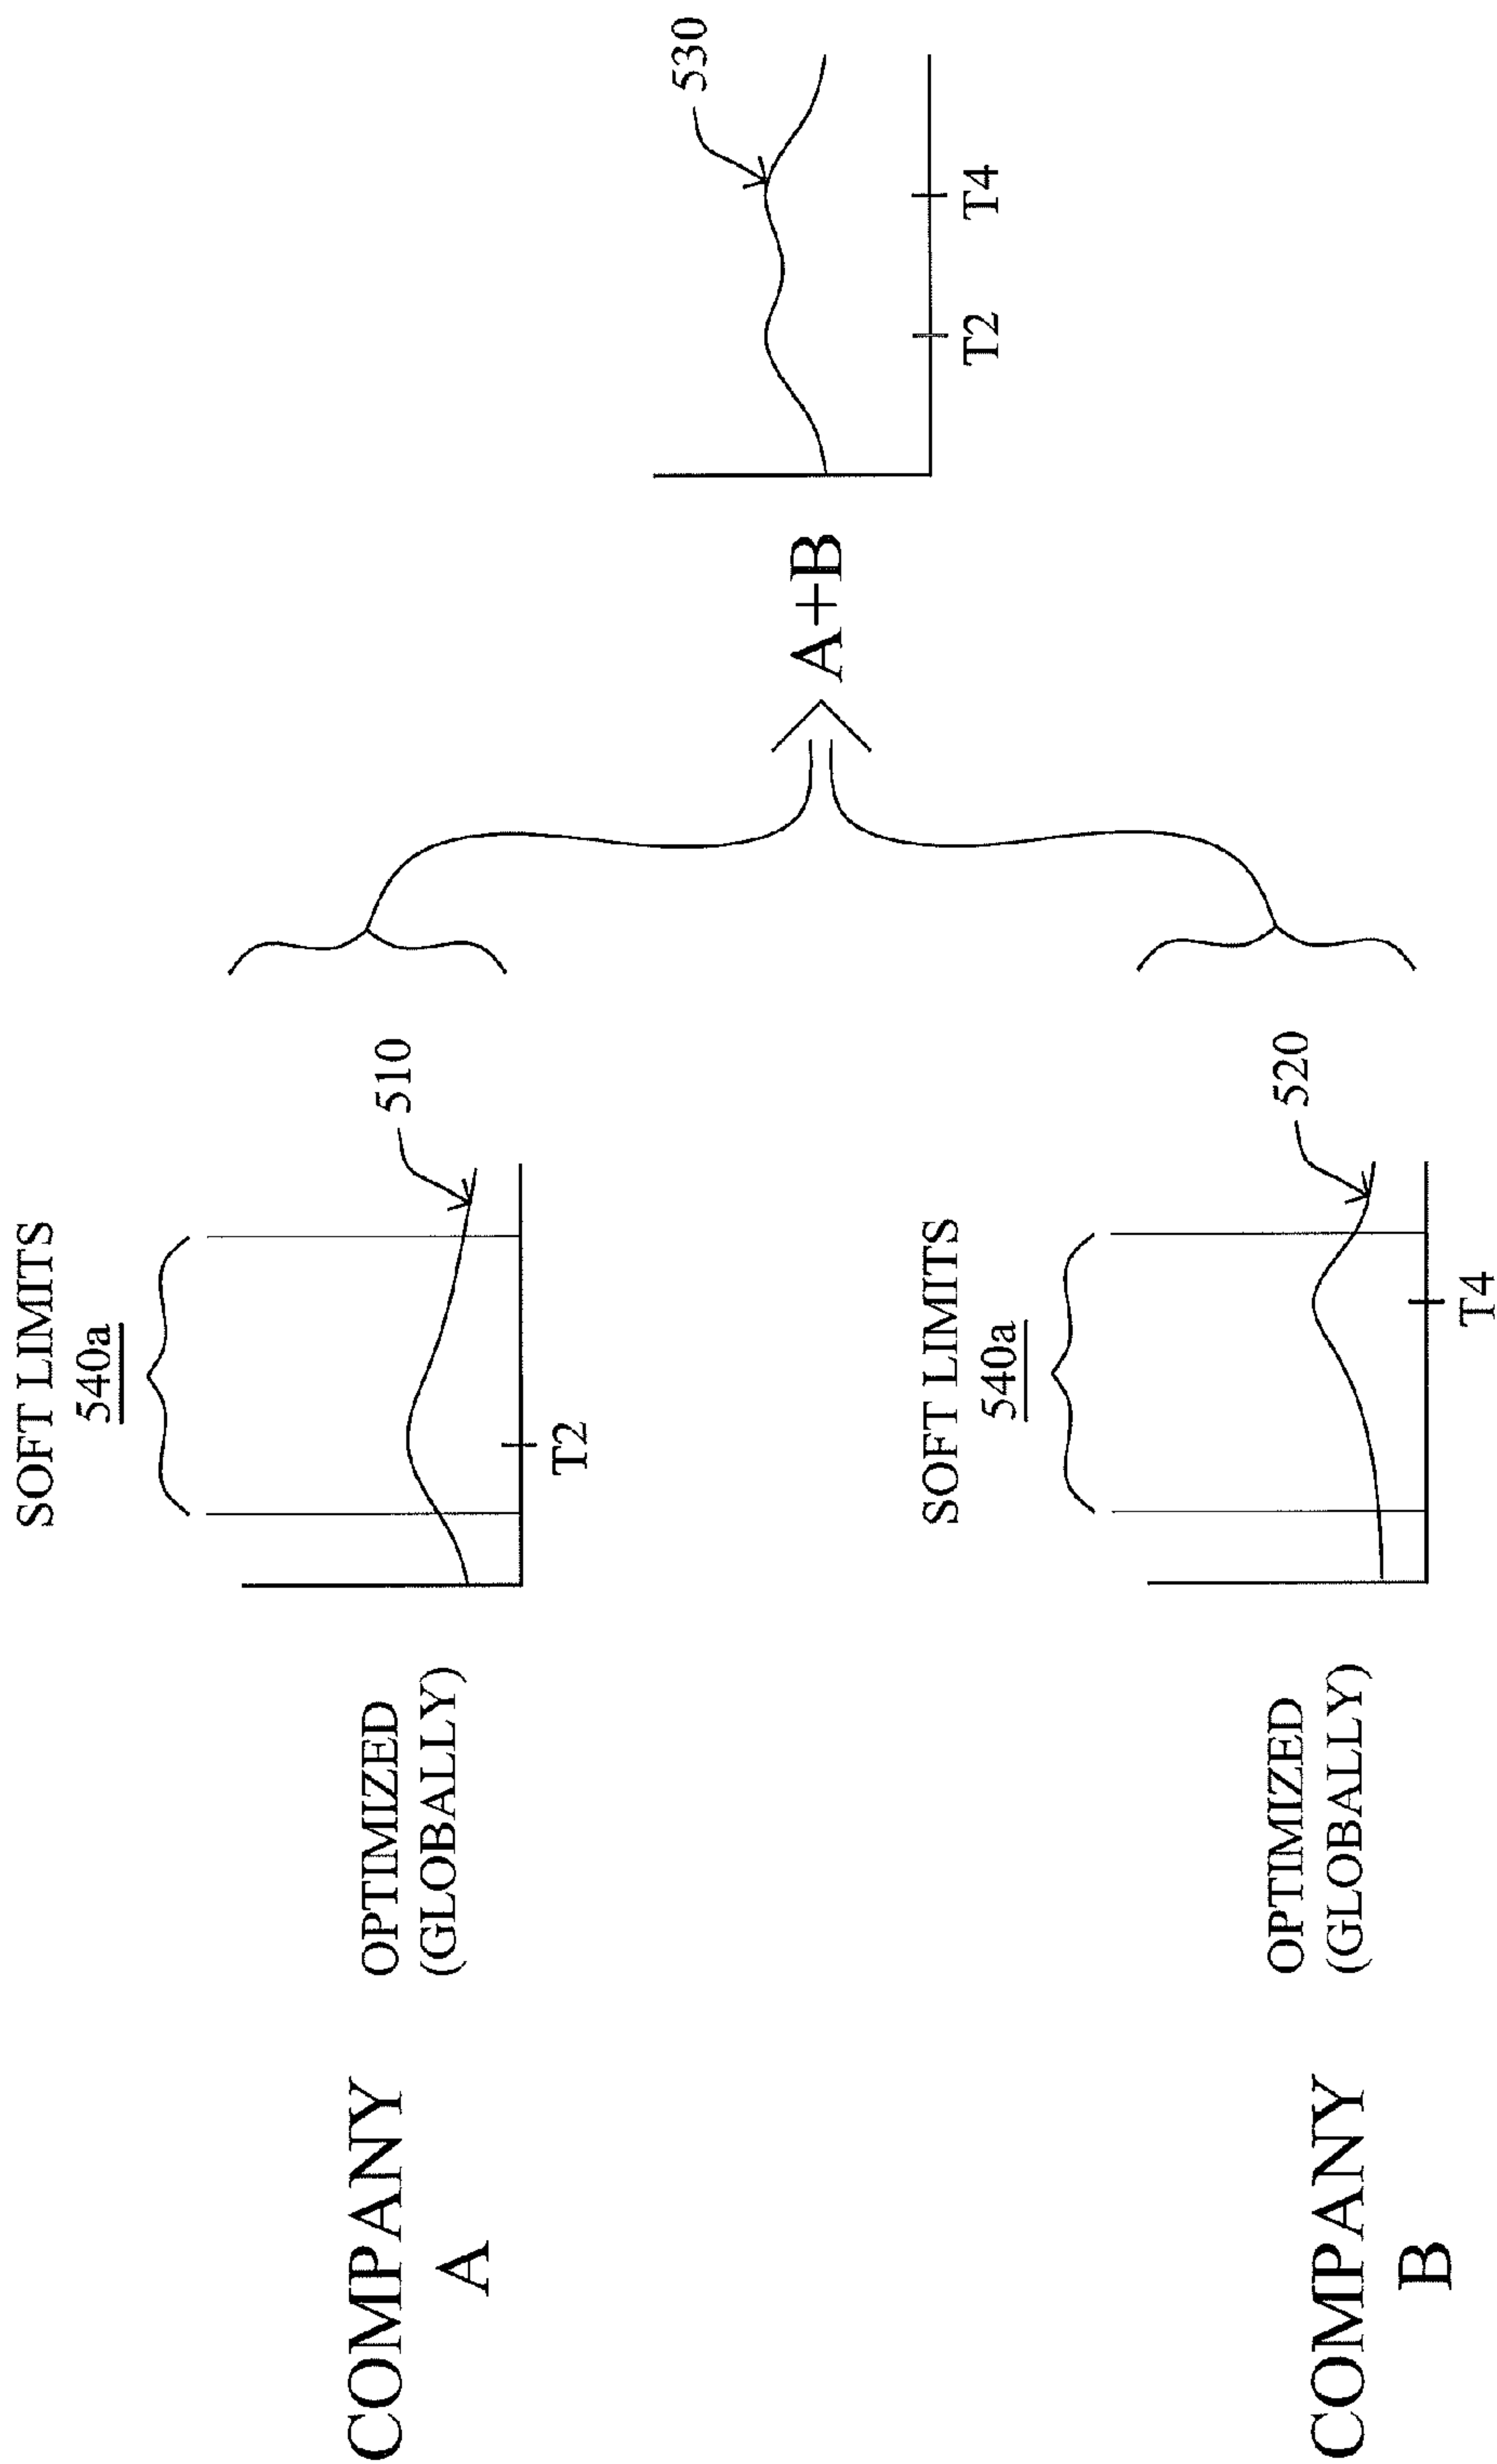 COMPANY
A
OPTIMIZED
(GLOBALLY)
SOFT LIMITS
540a
510
T2
COMPANY
B
OPTIMIZED
(GLOBALLY)
SOFT LIMITS
540a
520
T4
A+B
530
T2
T4